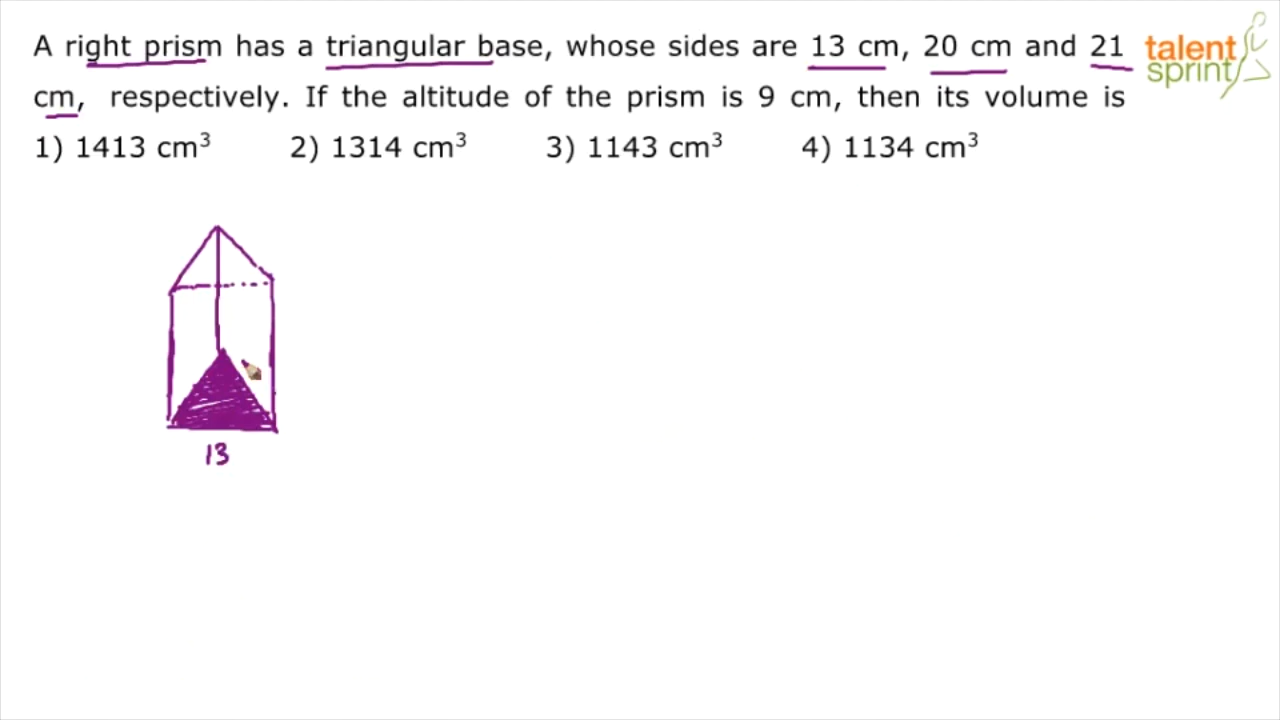 A right prism has a triangular base, whose sides are 13 cm, 20 cm and 21
cm, respectively. If the altitude of the prism is 9 cm, then its volume is
1) 1413 cm³ 2) 1314 cm³ 3) 1143 cm³ 4) 1134 cm³
talent
sprint
13